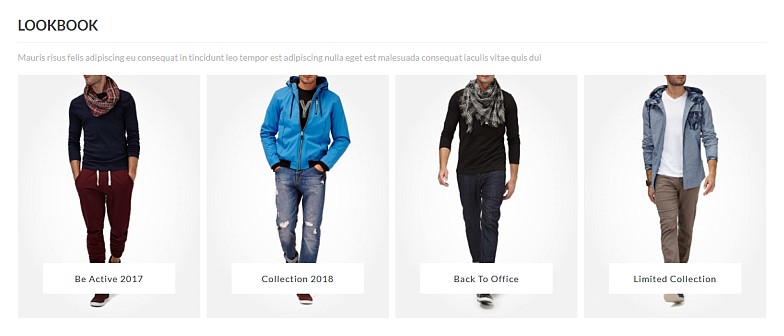 LOOKBOOK
Mauris risus felis adipiscing eu consequat in tincidunt leo tempor est adipiscing nulla eget est malesuada consequat iaculis vitae quis dui
Be Active 2017
Collection 2018
Back To Office
Limited Collection